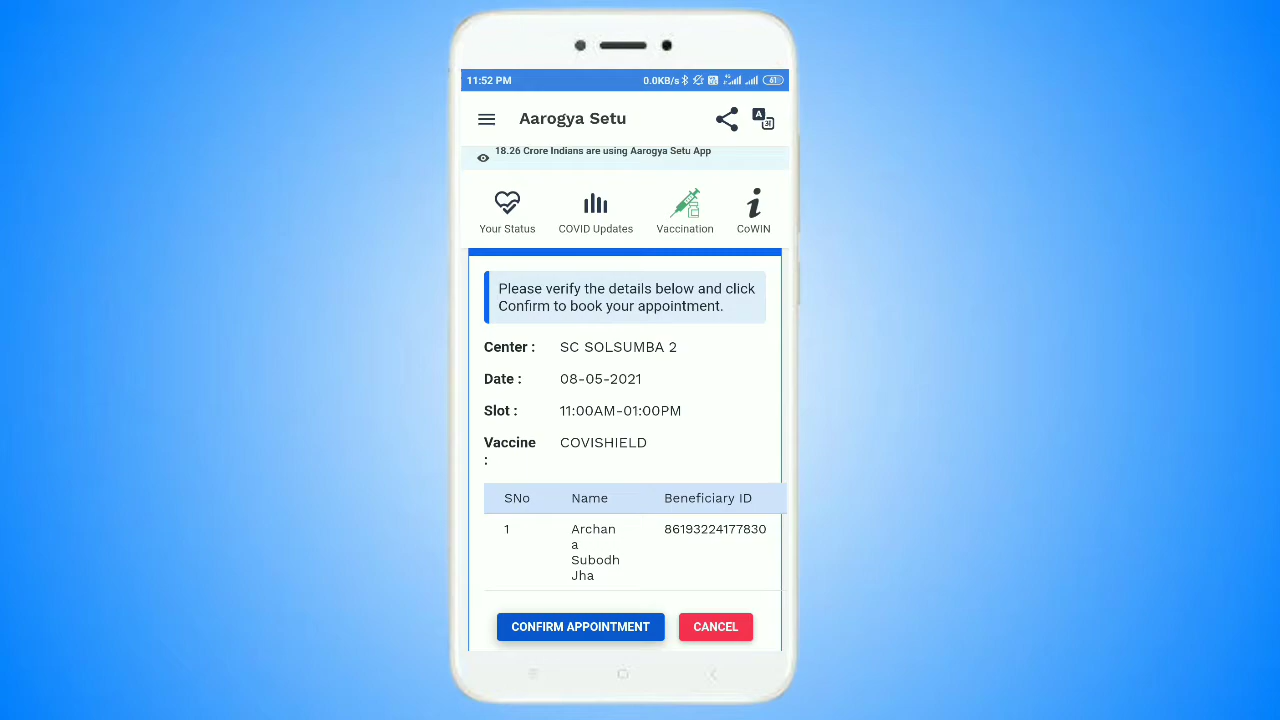 11:52 PM 0.0KB/s 4G 61
Aarogya Setu
18.26 Crore Indians are using Aarogya Setu App
Your Status COVID Updates Vaccination CoWIN
Please verify the details below and click
Confirm to book your appointment.
Center : SC SOLSUMBA 2
Date : 08-05-2021
Slot : 11:00AM-01:00PM
Vaccine COVISHIELD
:
SNo Name Beneficiary ID
1 Archan 86193224177830
a
Subodh
Jha
CONFIRM APPOINTMENT CANCEL